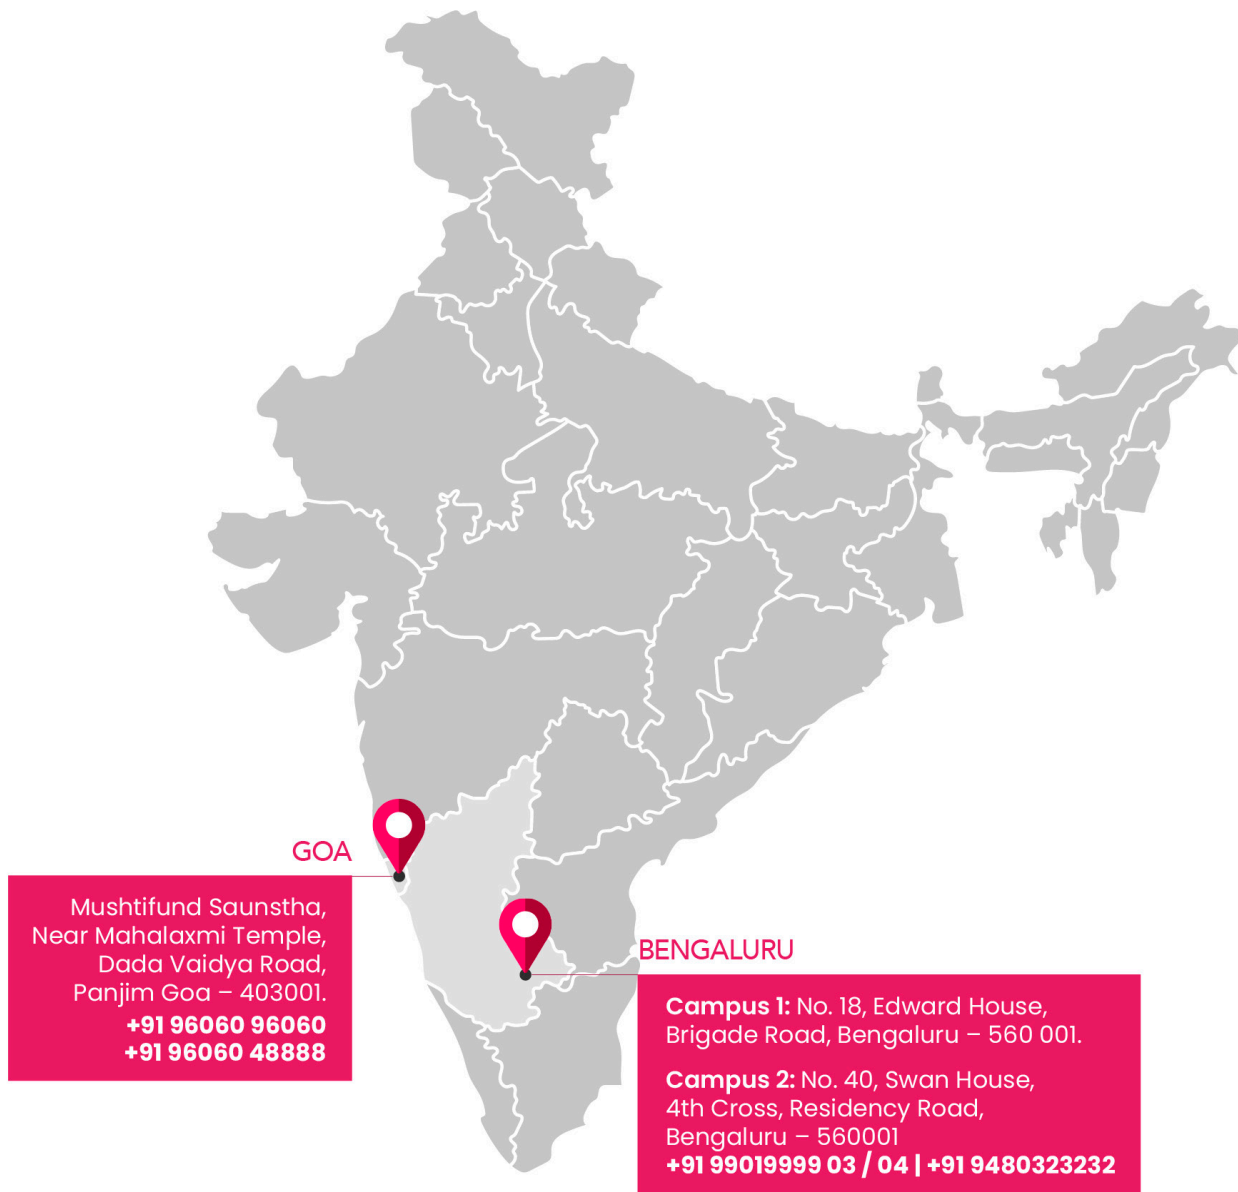 GOA
Mushtifund Saunstha,
Near Mahalaxmi Temple,
Dada Vaidya Road,
Panjim Goa – 403001.
+91 96060 96060
+91 96060 48888
BENGALURU
Campus 1: No. 18, Edward House,
Brigade Road, Bengaluru – 560 001.
Campus 2: No. 40, Swan House,
4th Cross, Residency Road,
Bengaluru – 560001
+91 99019999 03 / 04 | +91 9480323232